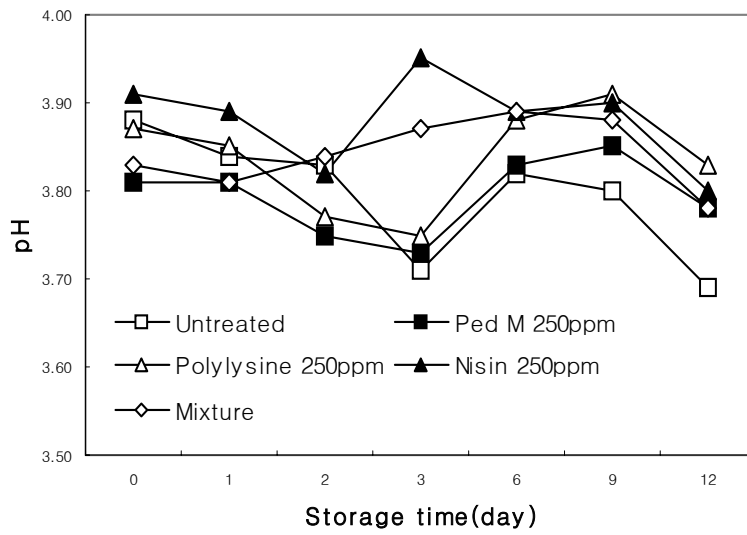 4.00
3.90
3.80
3.70
3.60
3.50
pH
Untreated
Ped M 250ppm
Polylysine 250ppm
Nisin 250ppm
Mixture
0 1 2 3 6 9 12
Storage time(day)